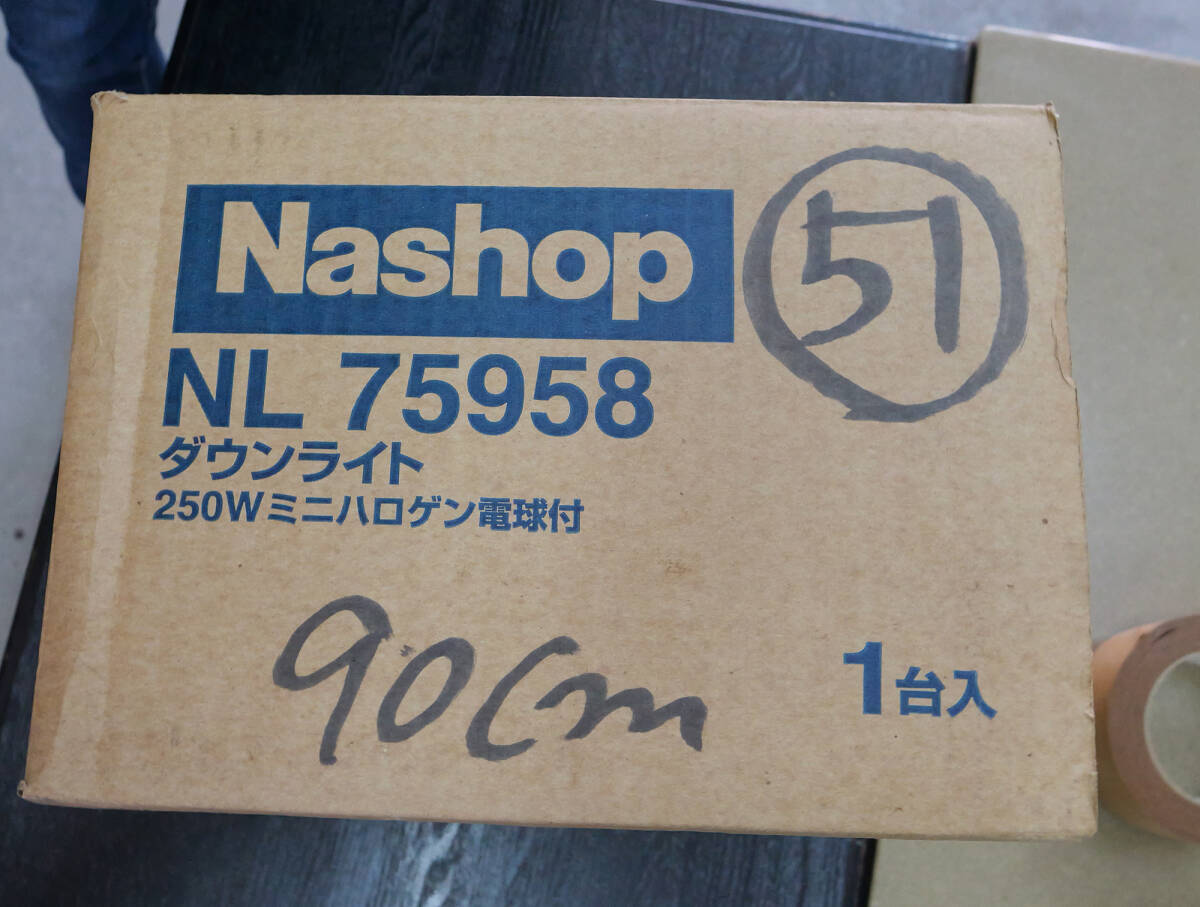 Nashop
51
NL 75958
ダウンライト
250Wミニハロゲン電球付
90cm
1台入